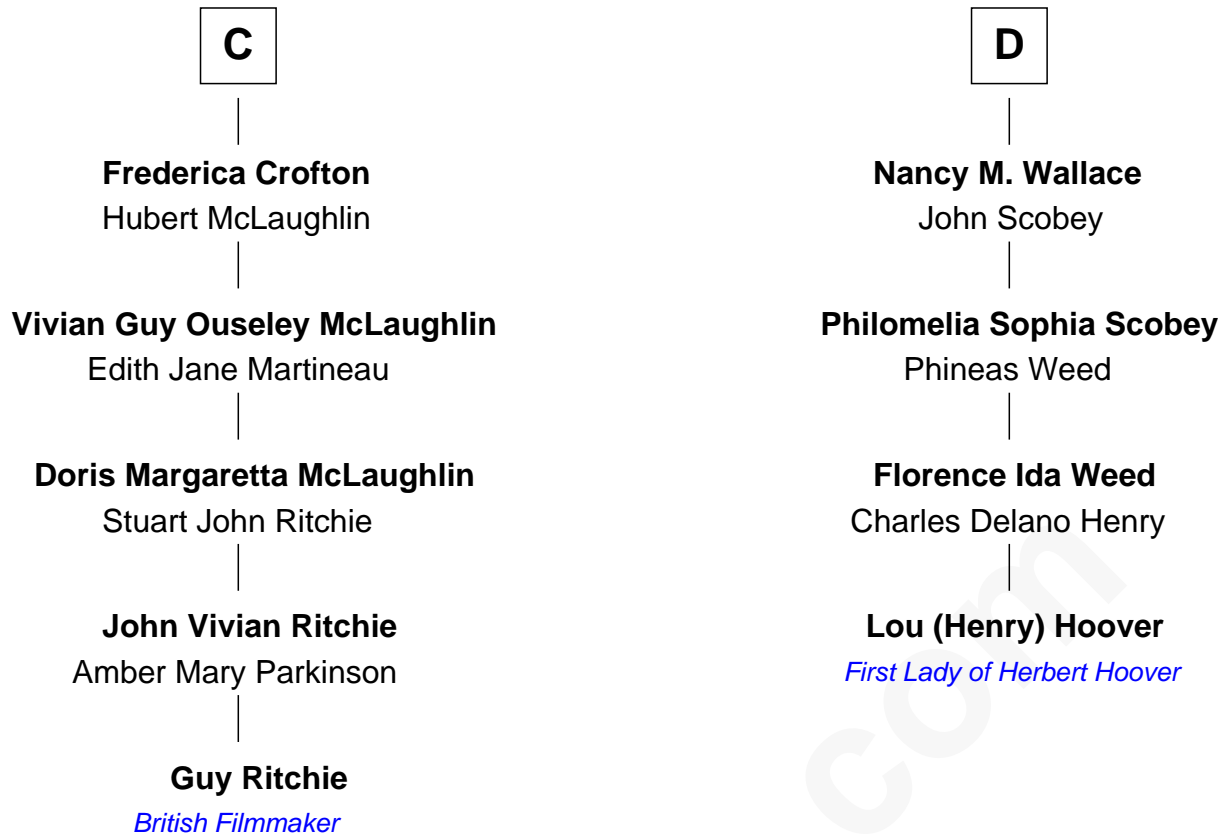 C
Frederica Crofton
Hubert McLaughlin
Vivian Guy Ouseley McLaughlin
Edith Jane Martineau
Doris Margaretta McLaughlin
Stuart John Ritchie
John Vivian Ritchie
Amber Mary Parkinson
Guy Ritchie
British Filmmaker
D
Nancy M. Wallace
John Scobey
Philomelia Sophia Scobey
Phineas Weed
Florence Ida Weed
Charles Delano Henry
Lou (Henry) Hoover
First Lady of Herbert Hoover
com